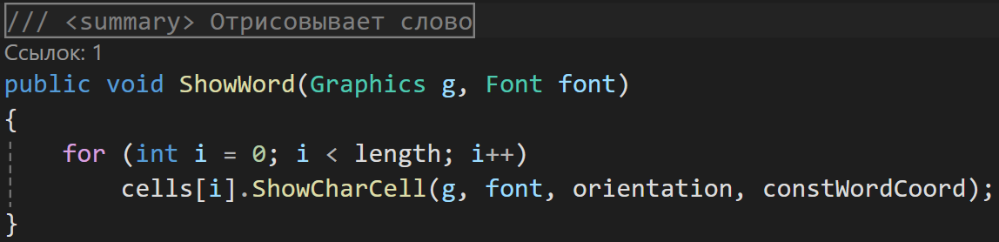 /// <summary> Отрисовывает слово
Ссылок: 1
public void ShowWord(Graphics g, Font font)
{
for (int i = 0; i < length; i++)
cells[i].ShowCharCell(g, font, orientation, constWordCoord);
}